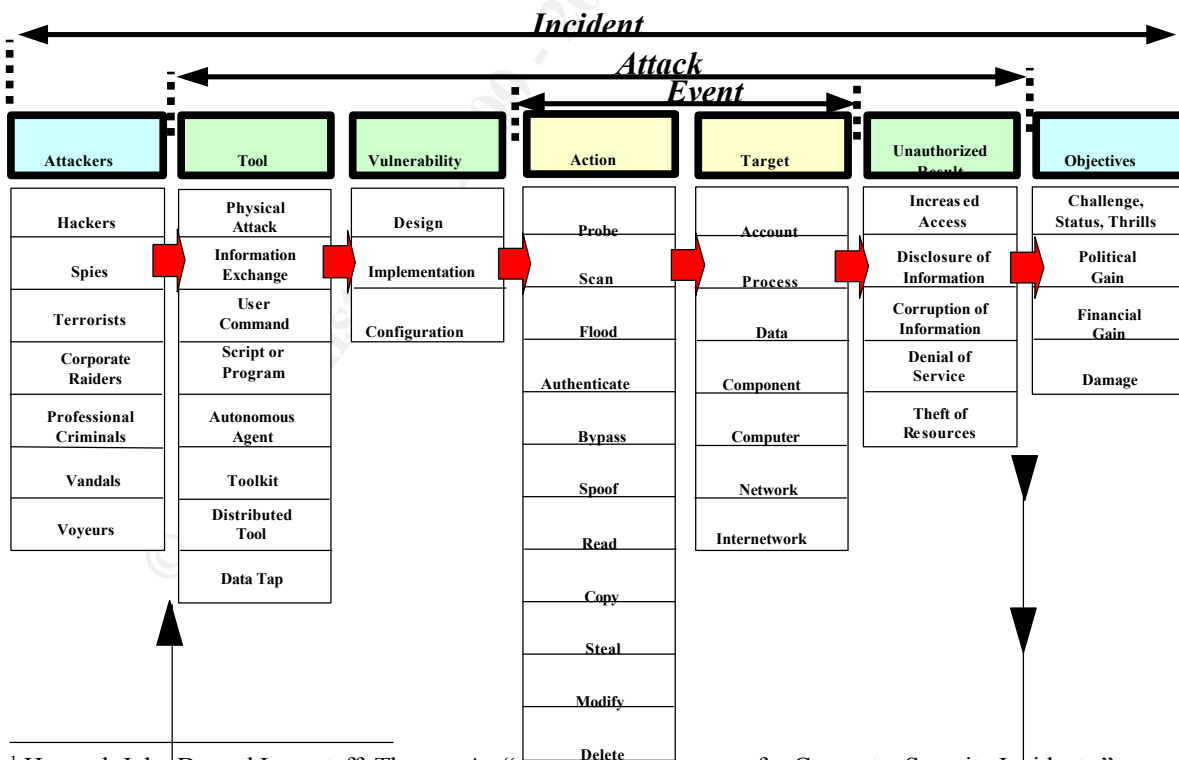 Incident
Attack
Event
Attackers
Tool
Vulnerability
Action
Target
Unauthorized
Result
Objectives
Hackers
Spies
Terrorists
Corporate
Raiders
Professional
Criminals
Vandals
Voyeurs
Physical
Attack
Information
Exchange
User
Command
Script or
Program
Autonomous
Agent
Toolkit
Distributed
Tool
Data Tap
Design
Implementation
Configuration
Probe
Scan
Flood
Authenticate
Bypass
Spoof
Read
Copy
Steal
Modify
Delete
Account
Process
Data
Component
Computer
Network
Internetwork
Increased
Access
Disclosure of
Information
Corruption of
Information
Denial of
Service
Theft of
Resources
Challenge,
Status, Thrills
Political
Gain
Financial
Gain
Damage